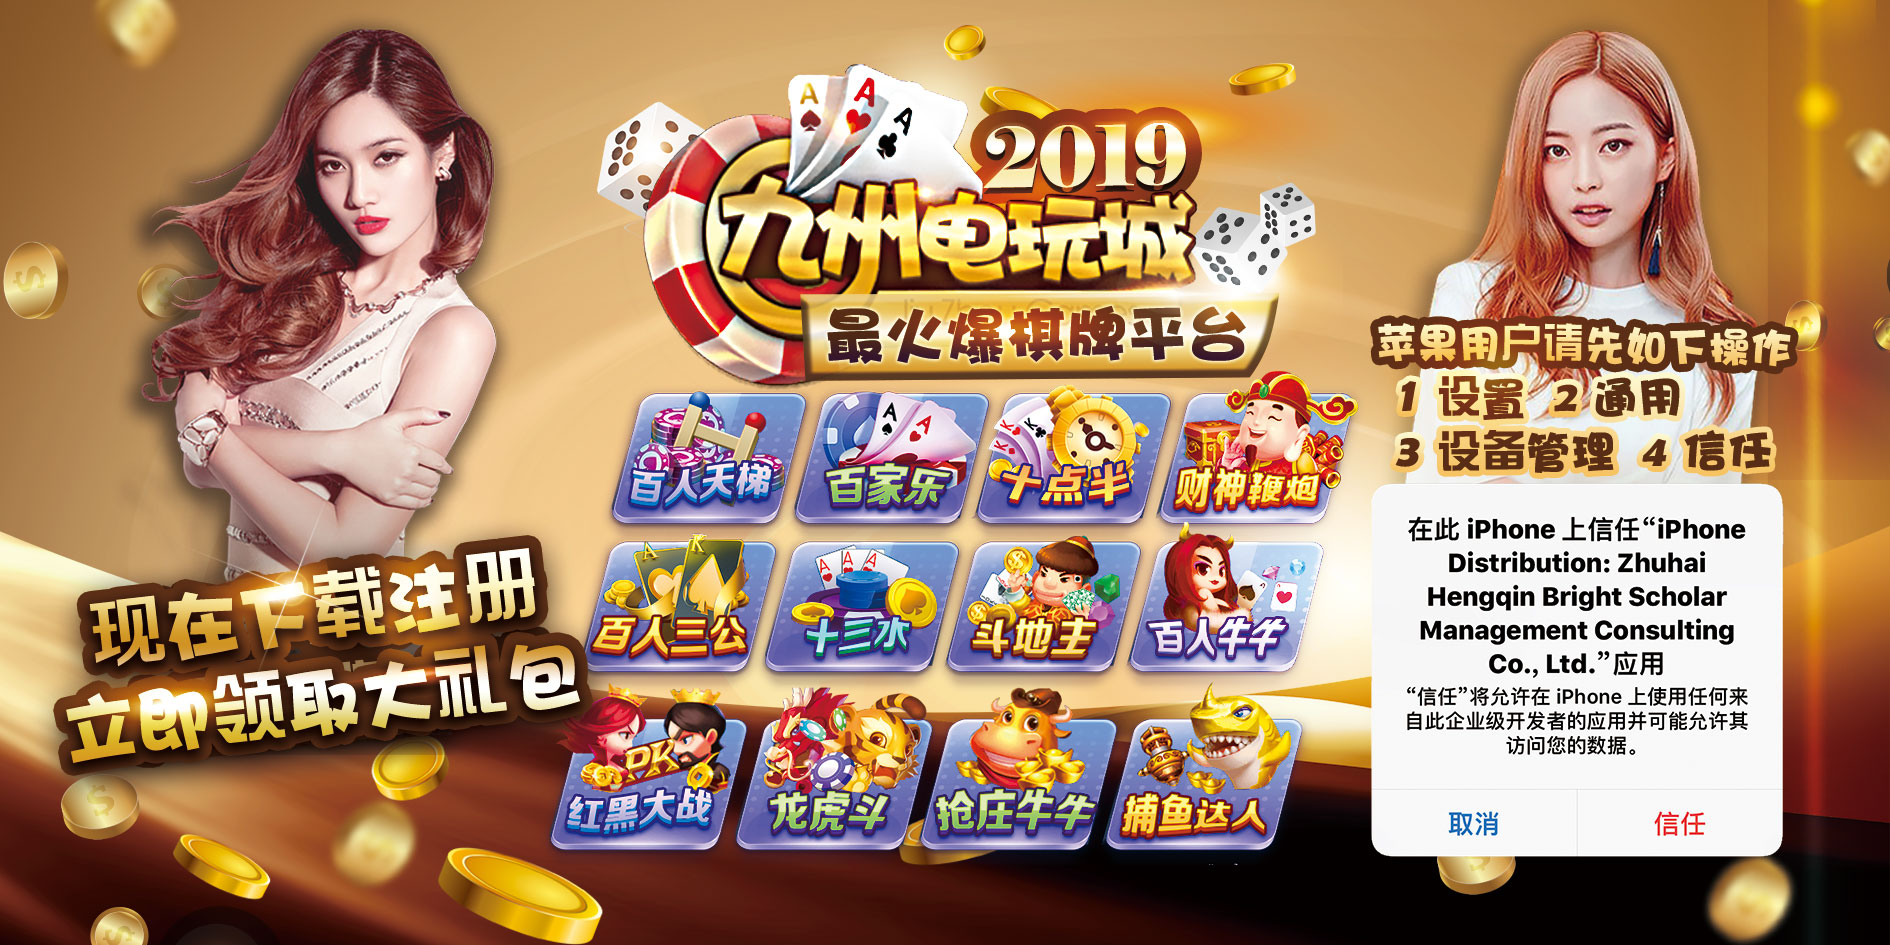 2019
九州电玩城
最火爆棋牌平台
现在下载注册
立即领取大礼包
百人天梯
百家乐
十点半
财神鞭炮
百人三公
十三水
斗地主
百人牛牛
PK
红黑大战
龙虎斗
抢庄牛牛
捕鱼达人
苹果用户请先如下操作
1 设置 2 通用
3 设备管理 4 信任
在此 iPhone 上信任“iPhone
Distribution: Zhuhai
Hengqin Bright Scholar
Management Consulting
Co., Ltd.”应用
“信任”将允许在 iPhone 上使用任何来
自此企业级开发者的应用并可能允许其
访问您的数据。
取消
信任